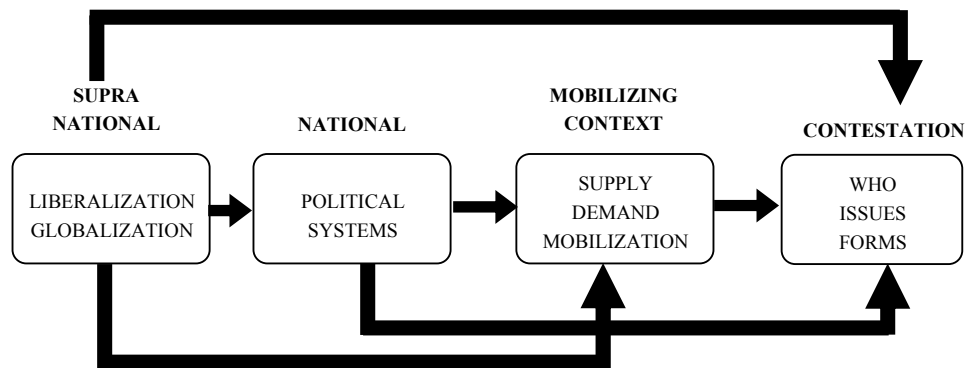 SUPRA
NATIONAL
LIBERALIZATION
GLOBALIZATION
NATIONAL
POLITICAL
SYSTEMS
MOBILIZING
CONTEXT
SUPPLY
DEMAND
MOBILIZATION
CONTESTATION
WHO
ISSUES
FORMS